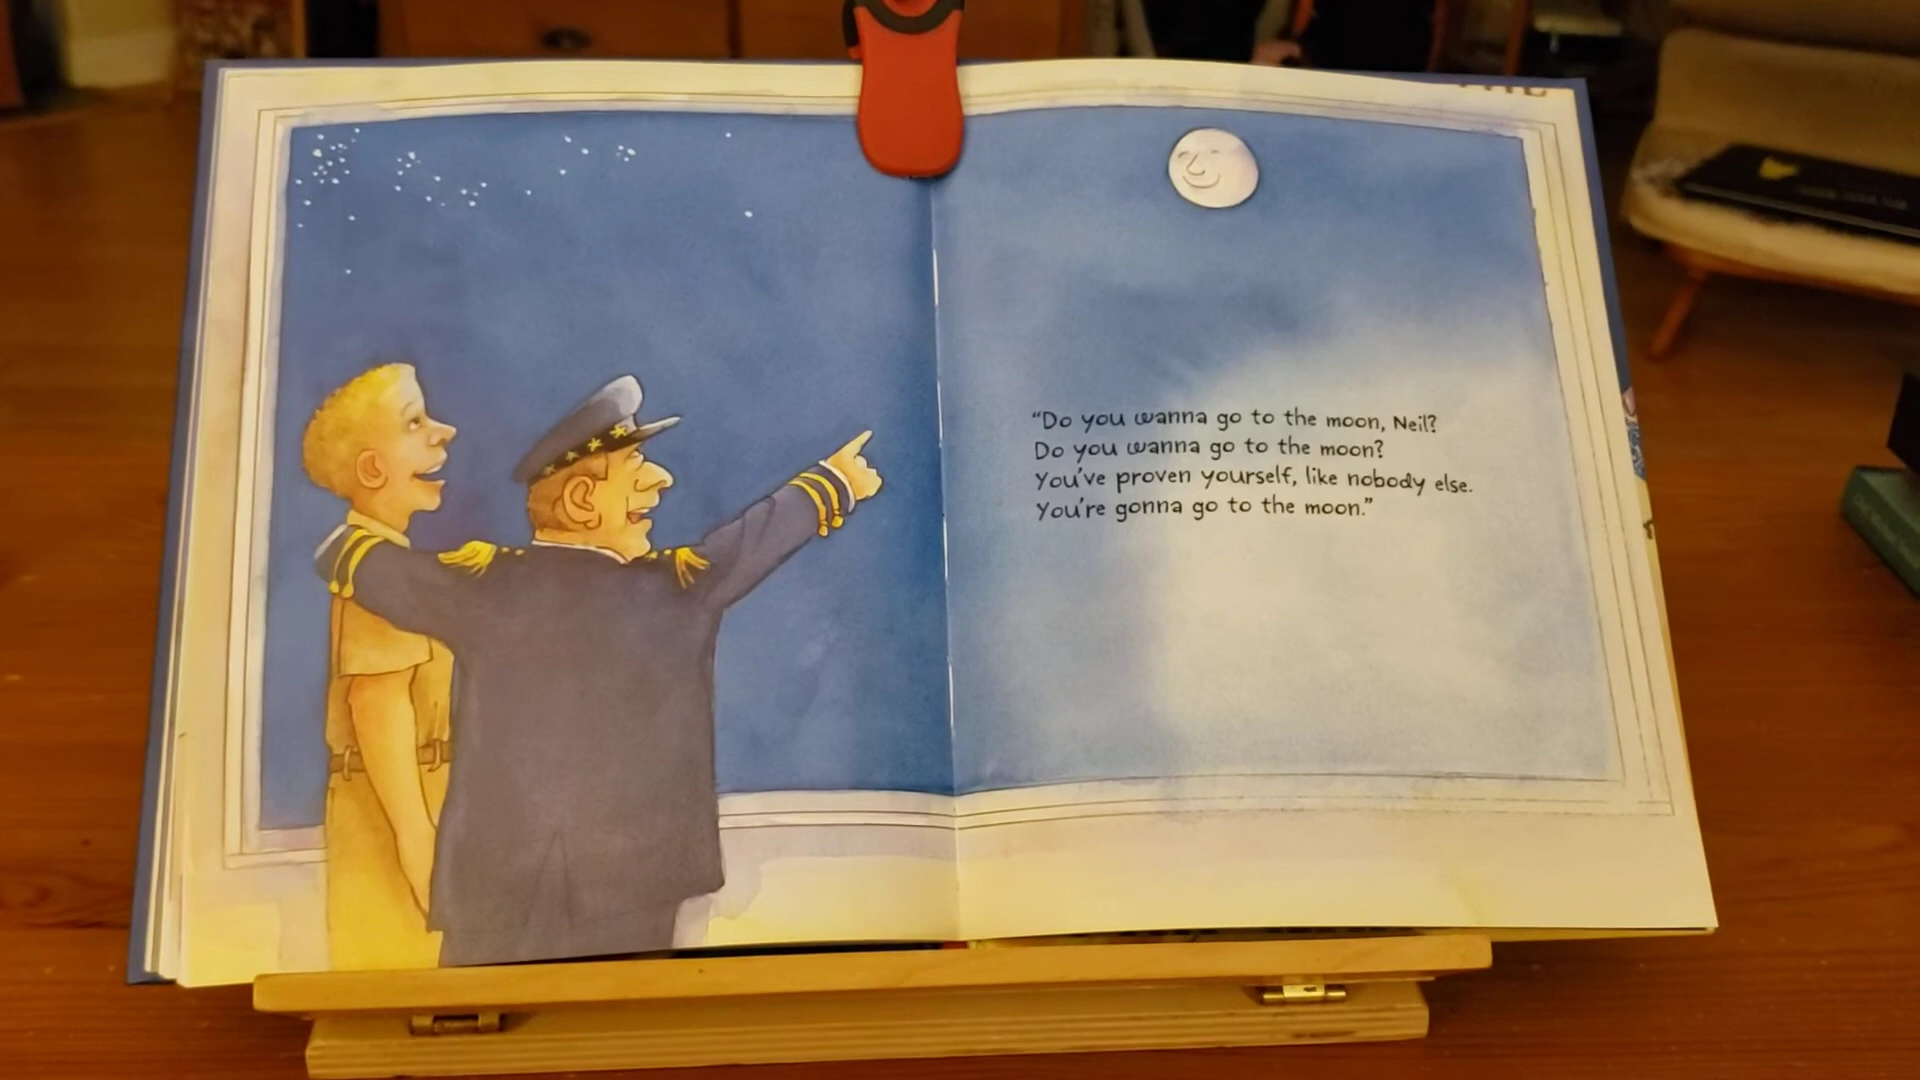 “Do you wanna go to the moon, Neil?
Do you wanna go to the moon?
You’ve proven yourself, like nobody else.
You’re gonna go to the moon.”